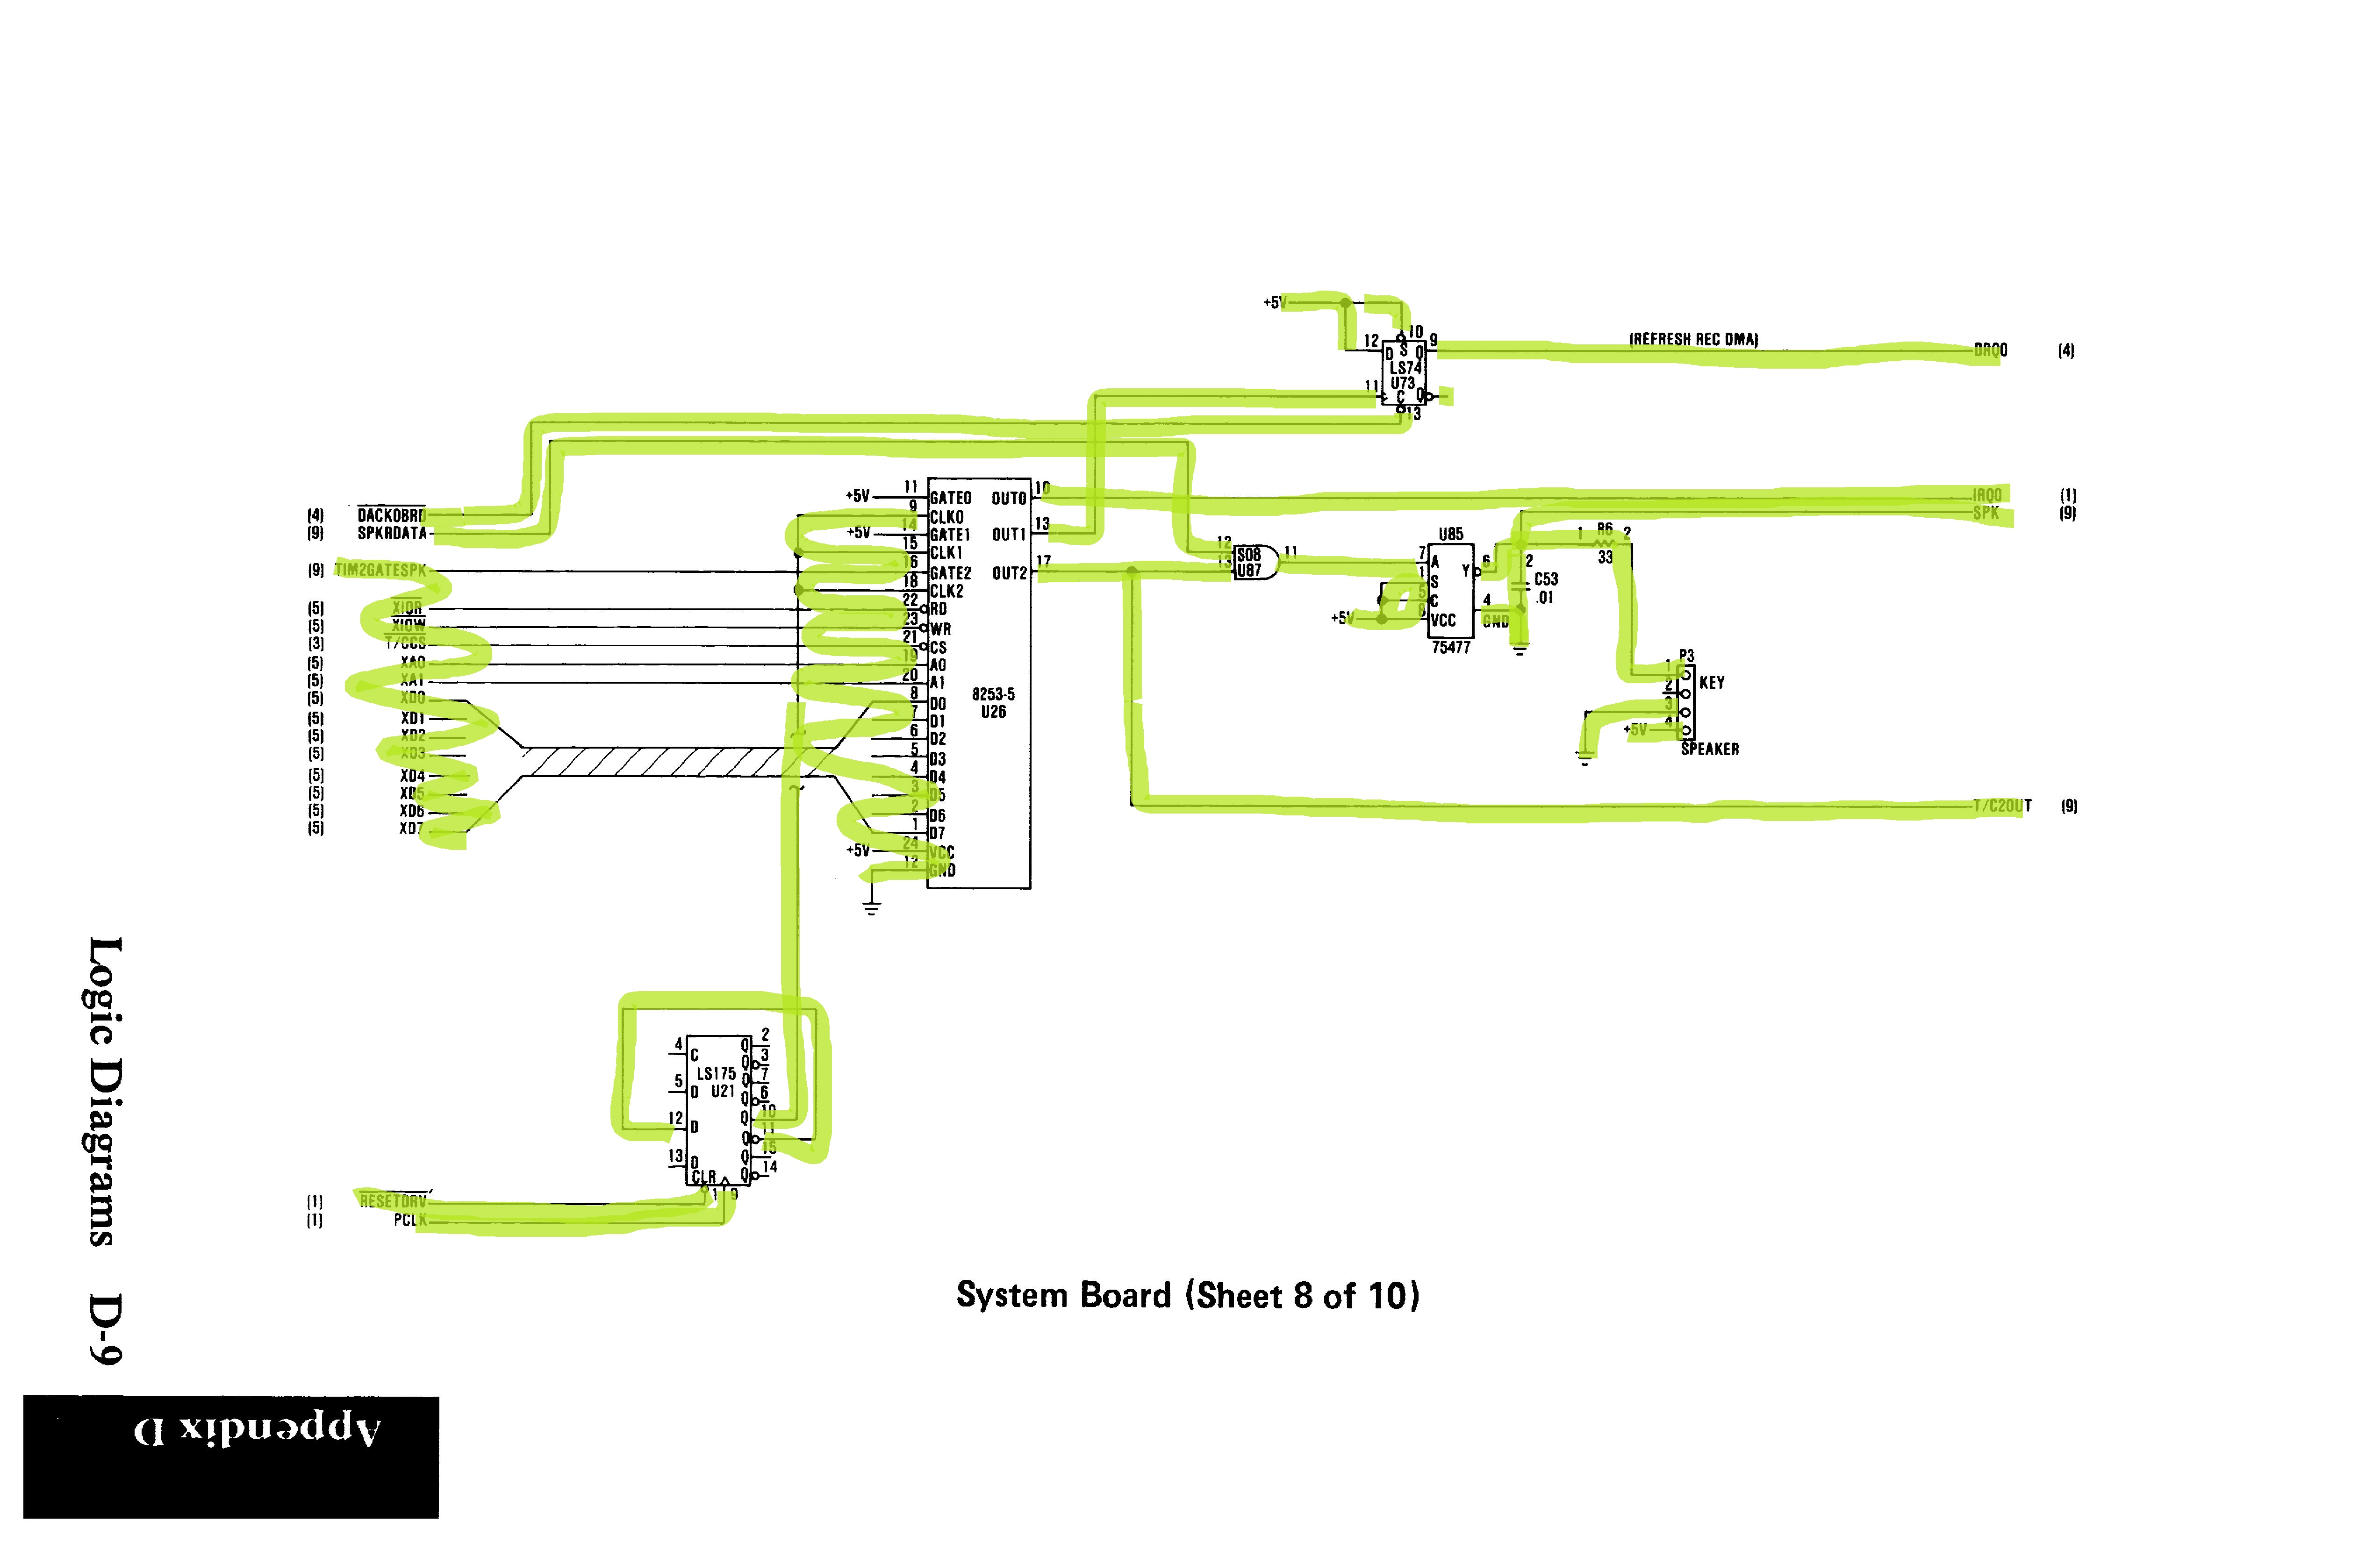 +5V
(REFRESH REC DMA)
12 D S Q 10 9
DRQ0 (4)
LS74
U73
11 C Q
13
(4) DACK0BRD
(9) SPKRDATA
(9) TIM2GATESPK
(5) XIOR
(5) XIOW
(3) T/CCS
(5) XA0
(5) XA1
(5) XD0
(5) XD1
(5) XD2
(5) XD3
(5) XD4
(5) XD5
(5) XD6
(5) XD7
+5V 11 GATE0 OUT0 10
9 CLK0
+5V 14 GATE1 OUT1 13
15 CLK1
16 GATE2 OUT2 17
18 CLK2
22 RD
23 WR
21 CS
19 A0
20 A1
8 D0
7 D1
6 D2
5 D3
4 D4
3 D5
2 D6
1 D7
+5V 24 VCC
12 GND
8253-5
U26
IRQ0 (1)
SPK (9)
12 S08 11
13 U87
U85
7 A
1 S
5 C
+5V 8 VCC
Y 6
4 GND
75477
1 R6 2
33
2
C53
.01
P3
1
2 KEY
3
+5V 4
SPEAKER
T/C2OUT (9)
4 C Q 2
Q 3
LS175
U21
5 D Q 7
Q 6
12 D Q 10
Q 11
13 D Q 15
CLR Q 14
1 9
(1) RESETDRV'
(1) PCLK
System Board (Sheet 8 of 10)
Logic Diagrams D-9
Appendix D